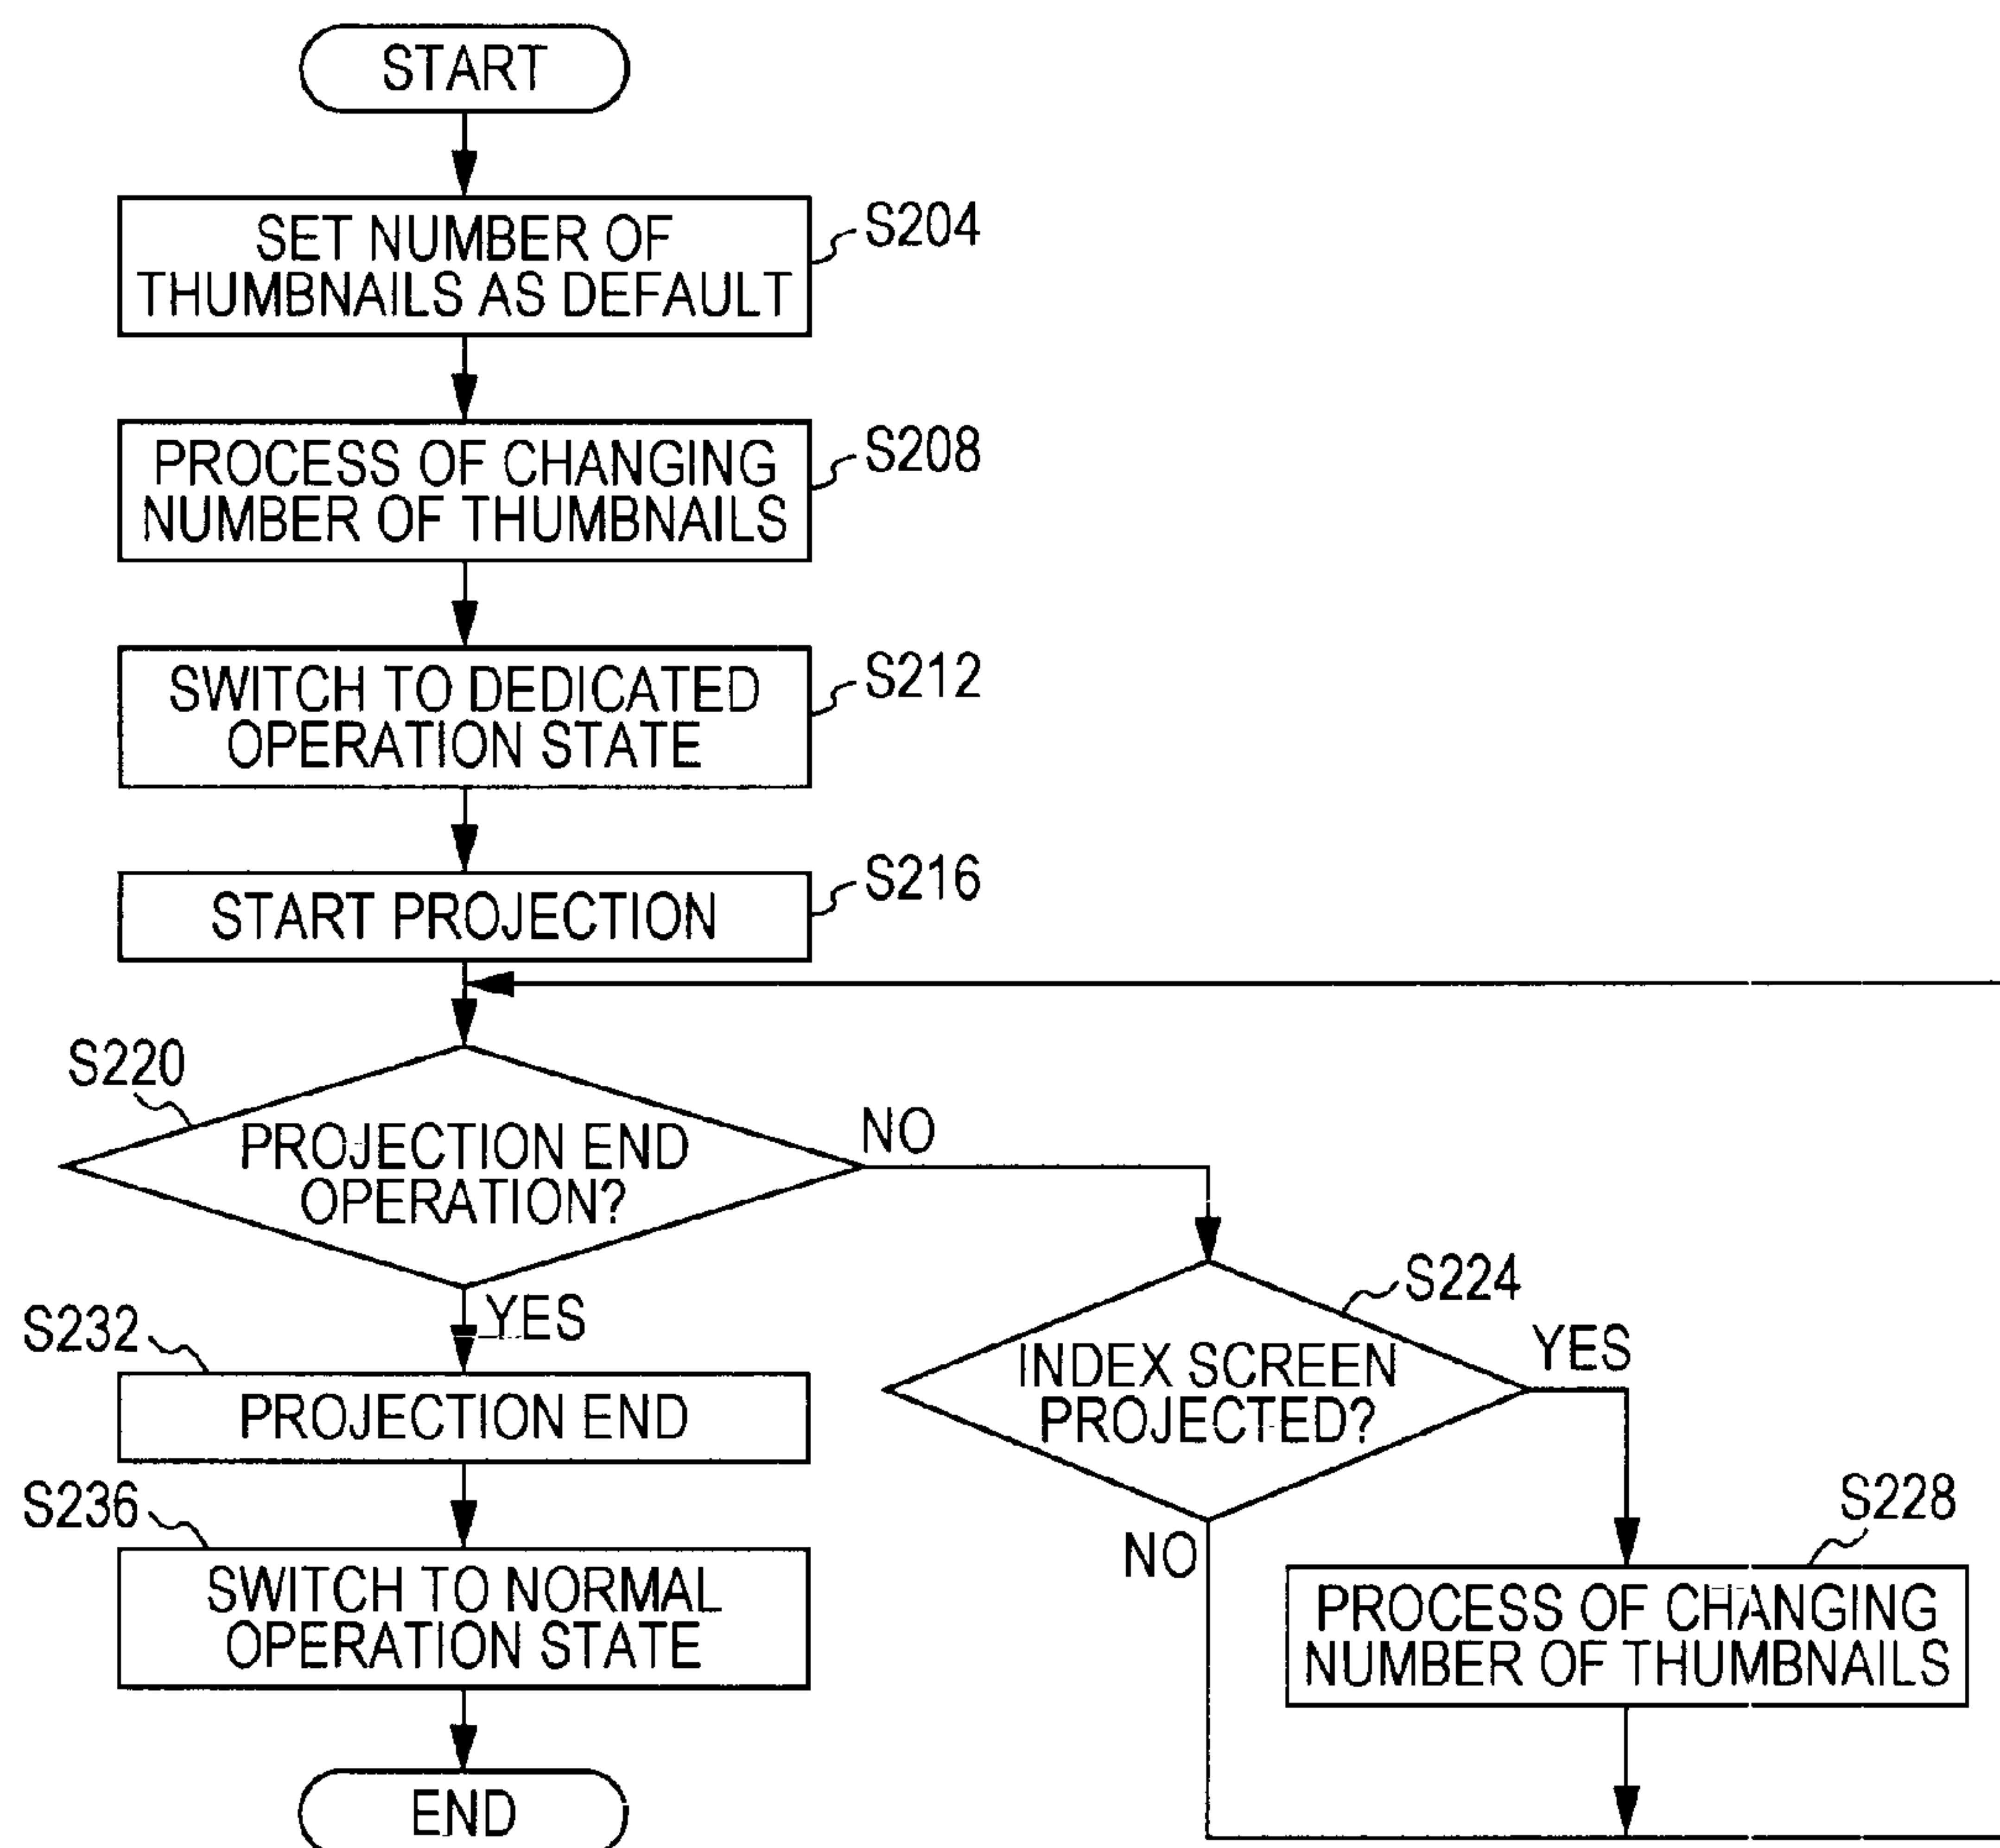 START
SET NUMBER OF
THUMBNAILS AS DEFAULT
S204
PROCESS OF CHANGING
NUMBER OF THUMBNAILS
S208
SWITCH TO DEDICATED
OPERATION STATE
S212
START PROJECTION
S216
S220
PROJECTION END
OPERATION?
NO
YES
S224
INDEX SCREEN
PROJECTED?
YES
NO
S228
PROCESS OF CHANGING
NUMBER OF THUMBNAILS
S232
PROJECTION END
S236
SWITCH TO NORMAL
OPERATION STATE
END